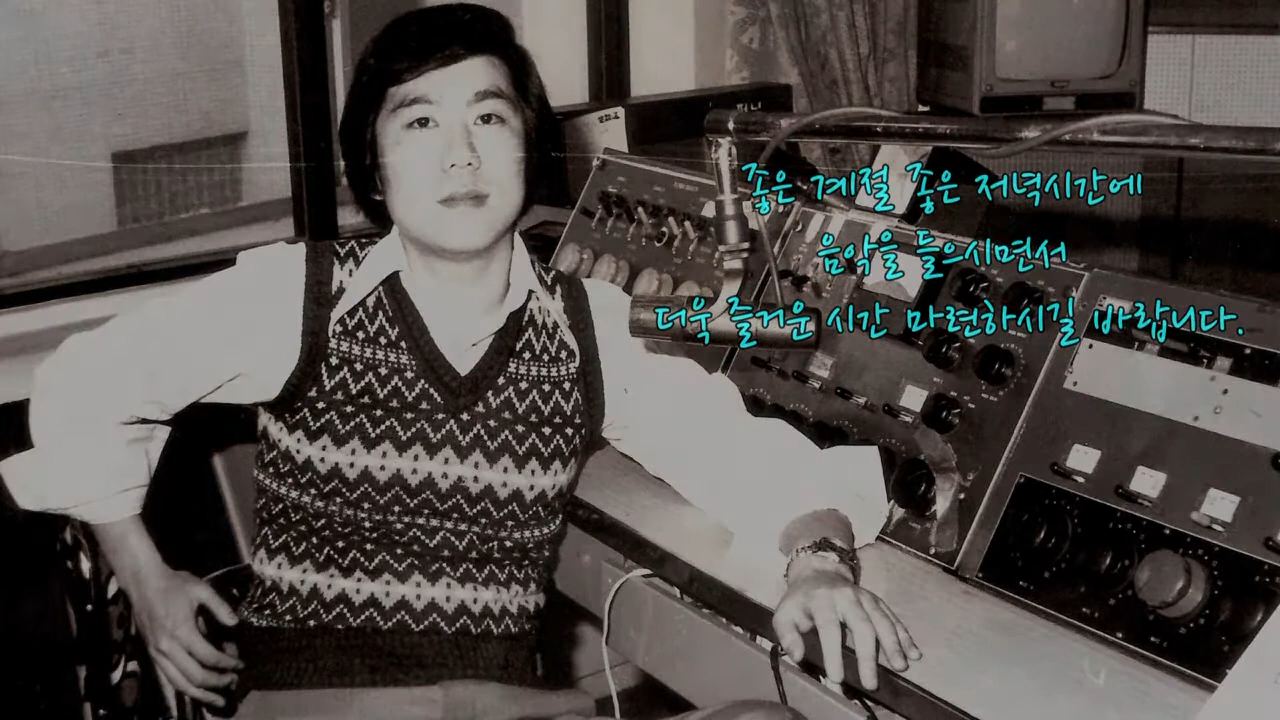 좋은 계절 좋은 저녁시간에
음악을 들으시면서
더욱 즐거운 시간 마련하시길 바랍니다.